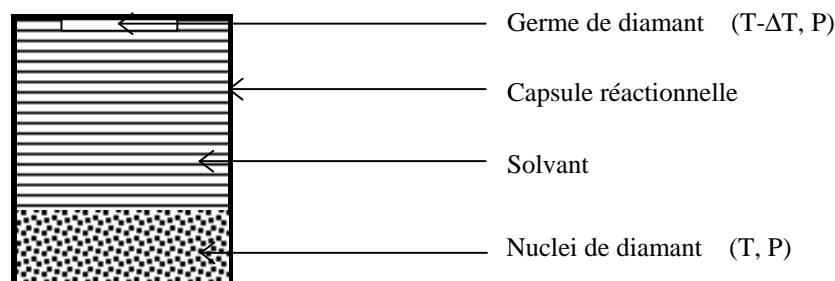 Germe de diamant (T-ΔT, P)
Capsule réactionnelle
Solvant
Nuclei de diamant (T, P)